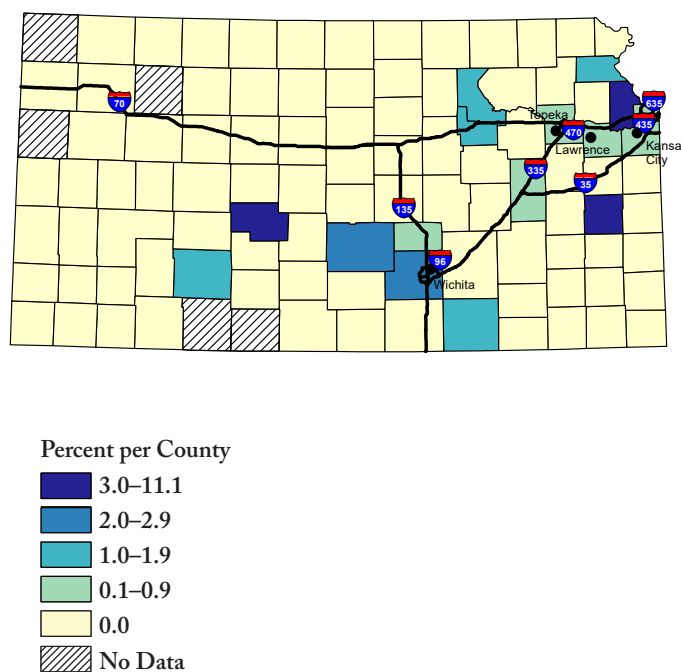 70
635
Topeka
470
435
Lawrence
Kansa
City
335
35
135
96
Wichita
Percent per County
3.0–11.1
2.0–2.9
1.0–1.9
0.1–0.9
0.0
No Data